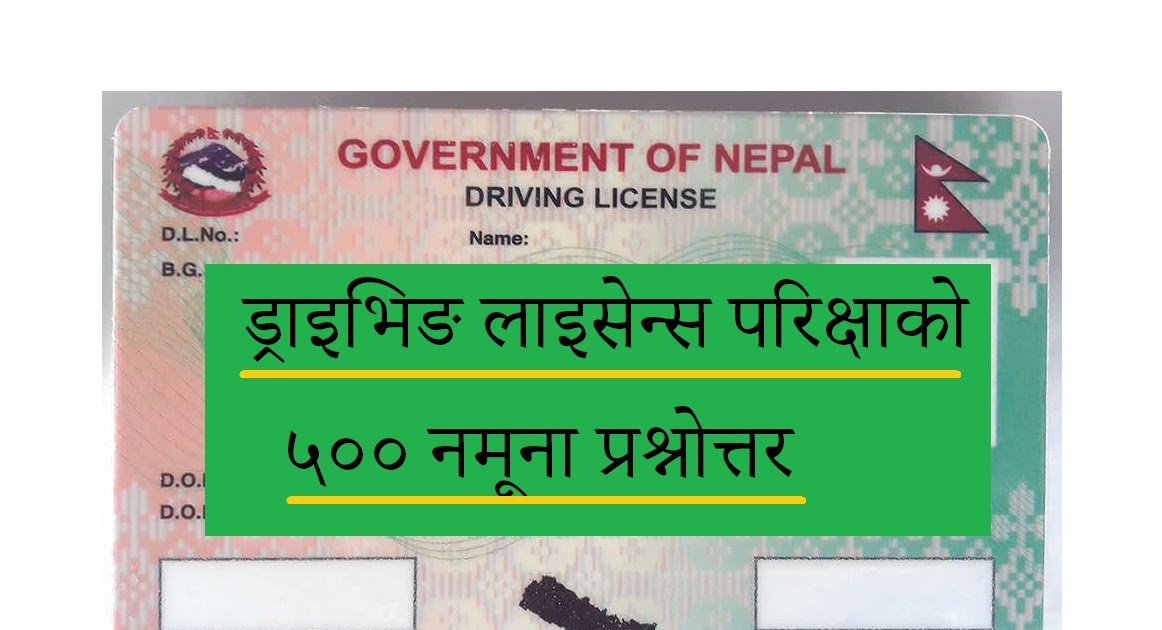 GOVERNMENT OF NEPAL
DRIVING LICENSE
D.L.No.:
Name:
B.G.
ड्राइभिङ लाइसेन्स परिक्षाको
५०० नमूना प्रश्नोत्तर
D.O.
D.O.